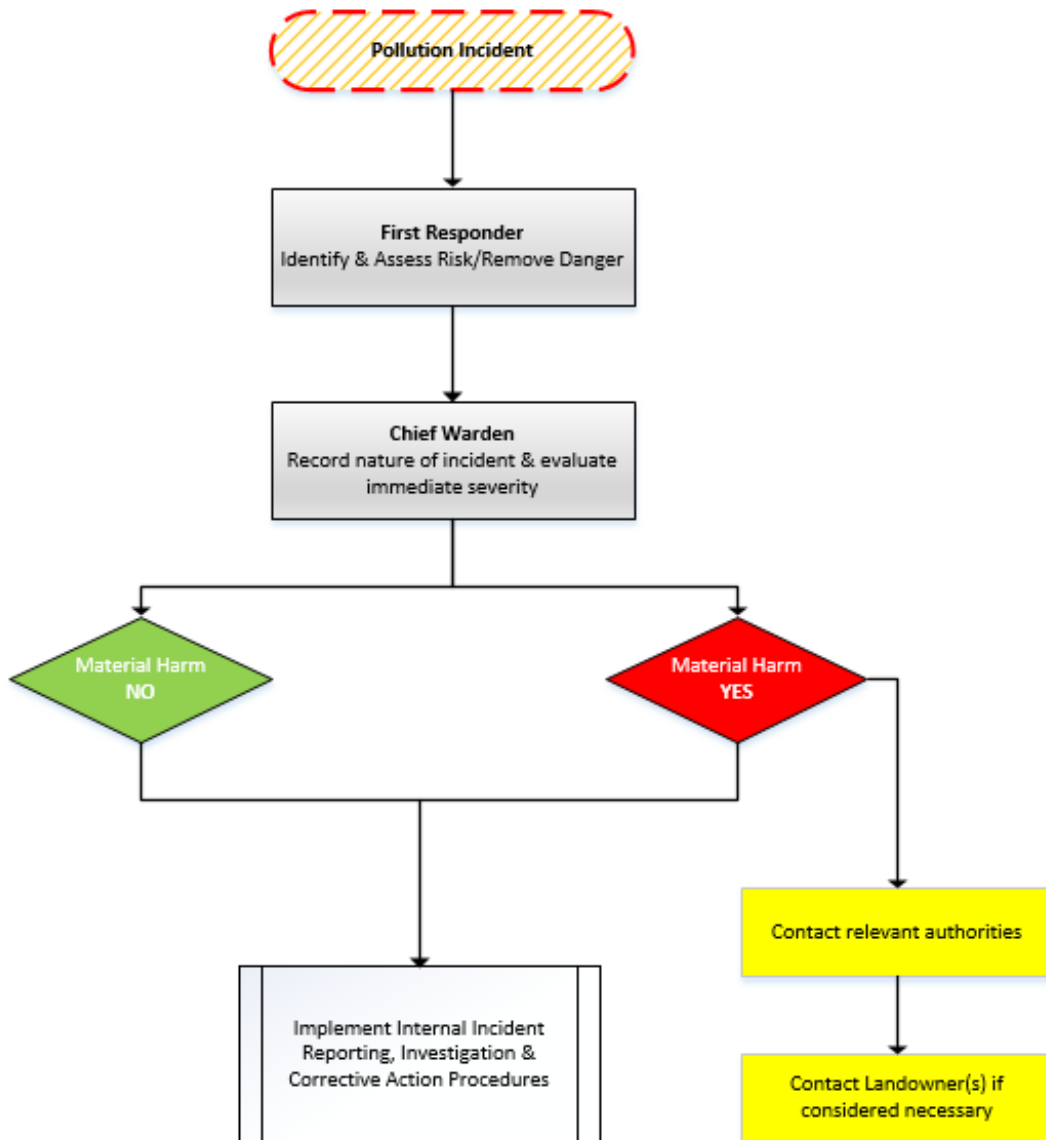 Pollution Incident
First Responder
Identify & Assess Risk/Remove Danger
Chief Warden
Record nature of incident & evaluate
immediate severity
Material Harm
NO
Material Harm
YES
Contact relevant authorities
Implement Internal Incident
Reporting, Investigation &
Corrective Action Procedures
Contact Landowner(s) if
considered necessary